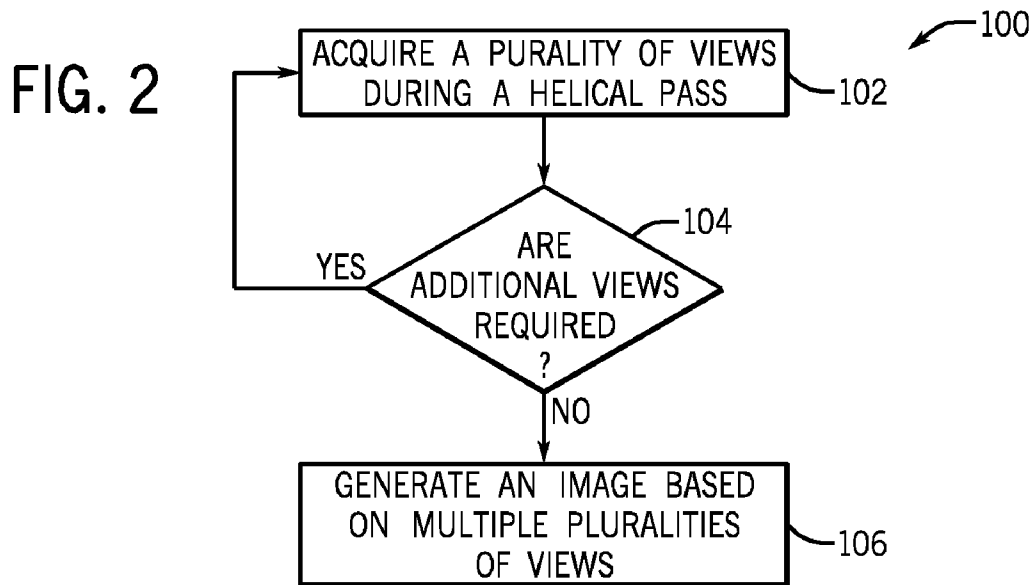 FIG. 2
100
ACQUIRE A PURALITY OF VIEWS
DURING A HELICAL PASS
102
104
ARE
ADDITIONAL VIEWS
REQUIRED
?
YES
NO
GENERATE AN IMAGE BASED
ON MULTIPLE PLURALITIES
OF VIEWS
106